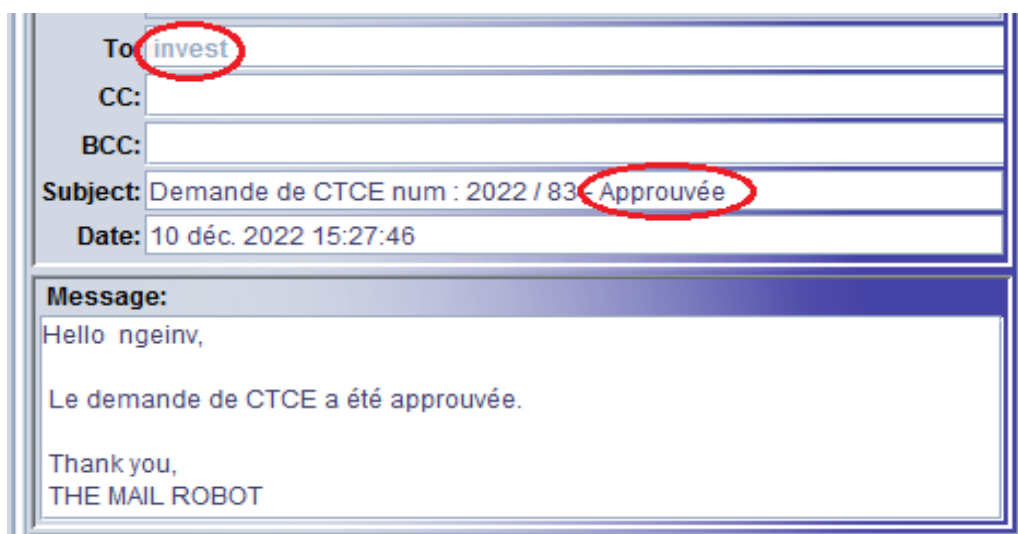 To invest
CC:
BCC:
Subject: Demande de CTCE num : 2022 / 83 - Approuvée
Date: 10 déc. 2022 15:27:46
Message:
Hello ngeinv,
Le demande de CTCE a été approuvée.
Thank you,
THE MAIL ROBOT